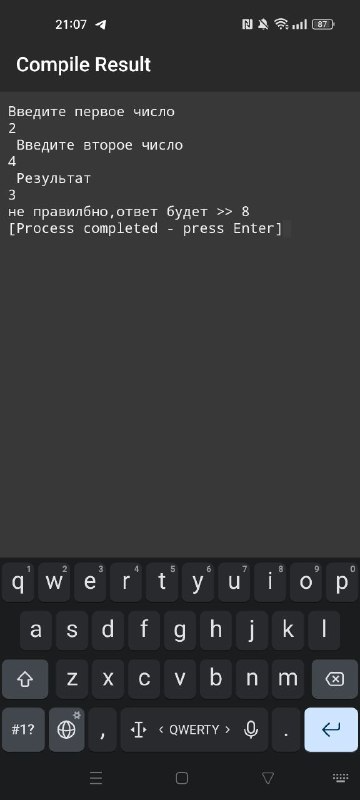 21:07
87
Compile Result
Введите первое число
2
Введите второе число
4
Результат
3
не правилбно,ответ будет >> 8
[Process completed - press Enter]
1 2 3 4 5 6 7 8 9 0
q w e r t y u i o p
a s d f g h j k l
z x c v b n m
#1? , < QWERTY > .